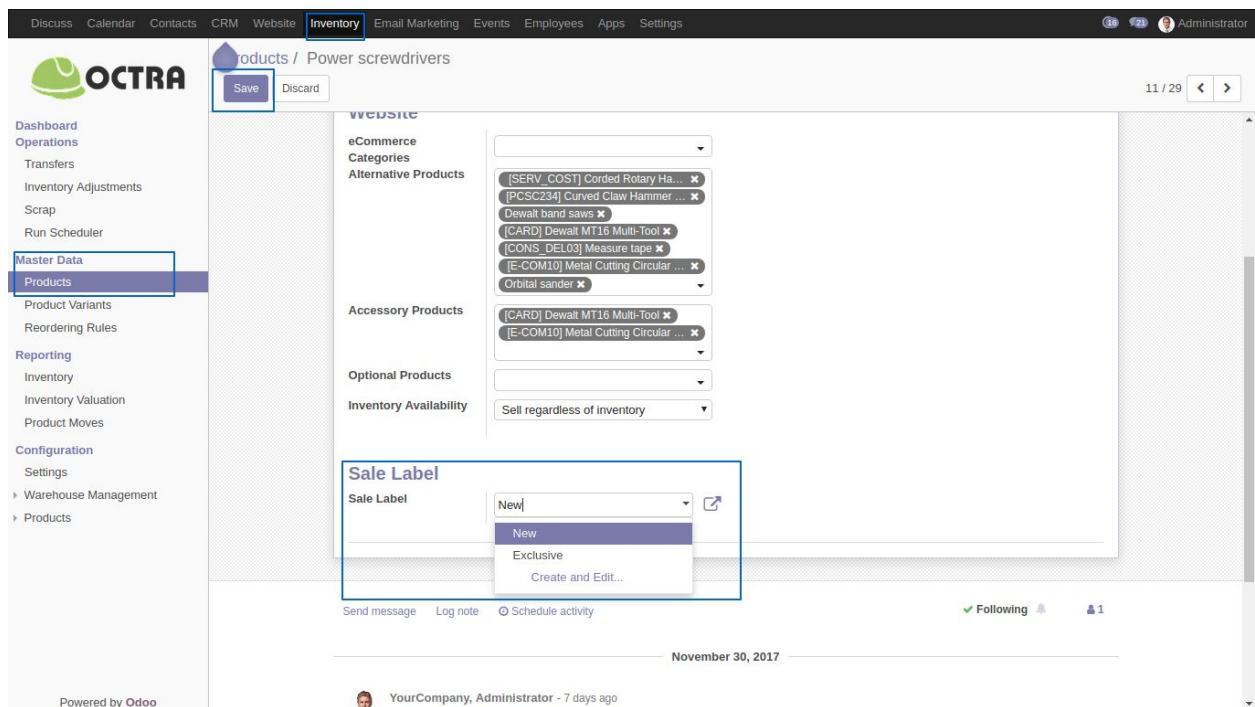 Discuss Calendar Contacts CRM Website Inventory Email Marketing Events Employees Apps Settings 16 21 Administrator
OCTRA
Dashboard
Operations
Transfers
Inventory Adjustments
Scrap
Run Scheduler
Master Data
Products
Product Variants
Reordering Rules
Reporting
Inventory
Inventory Valuation
Product Moves
Configuration
Settings
Warehouse Management
Products
Powered by Odoo
Products / Power screwdrivers
Save Discard 11 / 29
Website
eCommerce
Categories
Alternative Products
[SERV_COST] Corded Rotary Ha...
[PCSC234] Curved Claw Hammer ...
Dewalt band saws
[CARD] Dewalt MT16 Multi-Tool
[CONS_DEL03] Measure tape
[E-COM10] Metal Cutting Circular ...
Orbital sander
Accessory Products
[CARD] Dewalt MT16 Multi-Tool
[E-COM10] Metal Cutting Circular ...
Optional Products
Inventory Availability Sell regardless of inventory
Sale Label
Sale Label New
New
Exclusive
Create and Edit...
Send message Log note Schedule activity Following 1
November 30, 2017
YourCompany, Administrator - 7 days ago